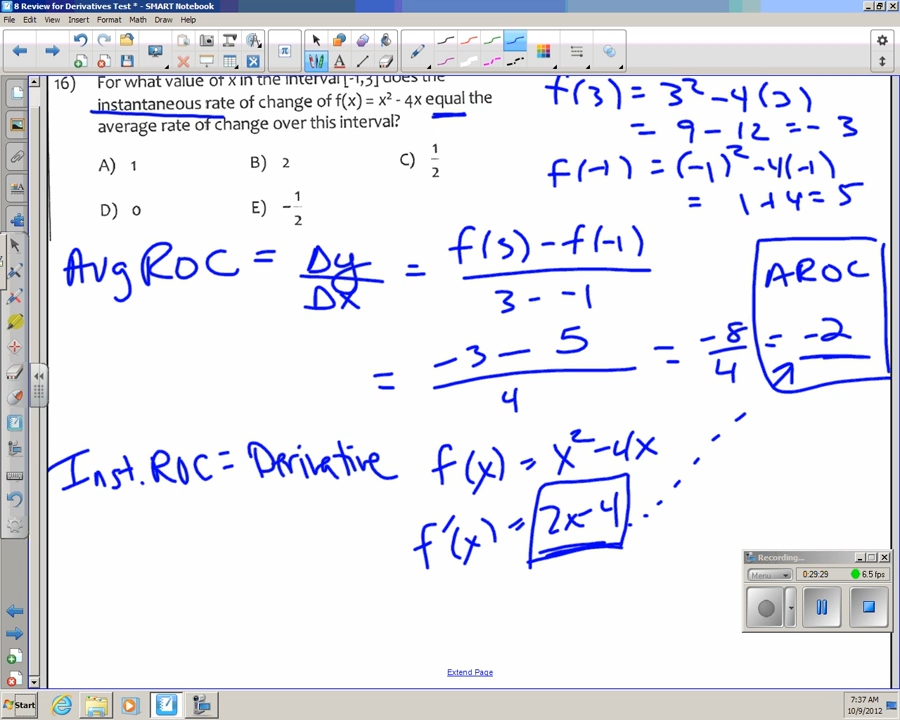 8 Review for Derivatives Test * - SMART Notebook
File Edit View Insert Format Math Draw Help
16) For what value of x in the interval [-1,3] does the
instantaneous rate of change of f(x) = x² - 4x equal the
average rate of change over this interval?
A) 1 B) 2 C) 1/2
D) 0 E) -1/2
f(3) = 3² - 4(3)
= 9 - 12 = - 3
f(-1) = (-1)² - 4(-1)
= 1 + 4 = 5
Avg ROC = Δy/Δx = (f(3) - f(-1))/(3 - -1)
= (-3 - 5)/4 = -8/4 = -2
AROC
Inst. ROC = Derivative f(x) = x² - 4x
f'(x) = 2x - 4
Recording...
Menu 0:29:29 6.5 fps
Extend Page
Start 7:37 AM
10/9/2012